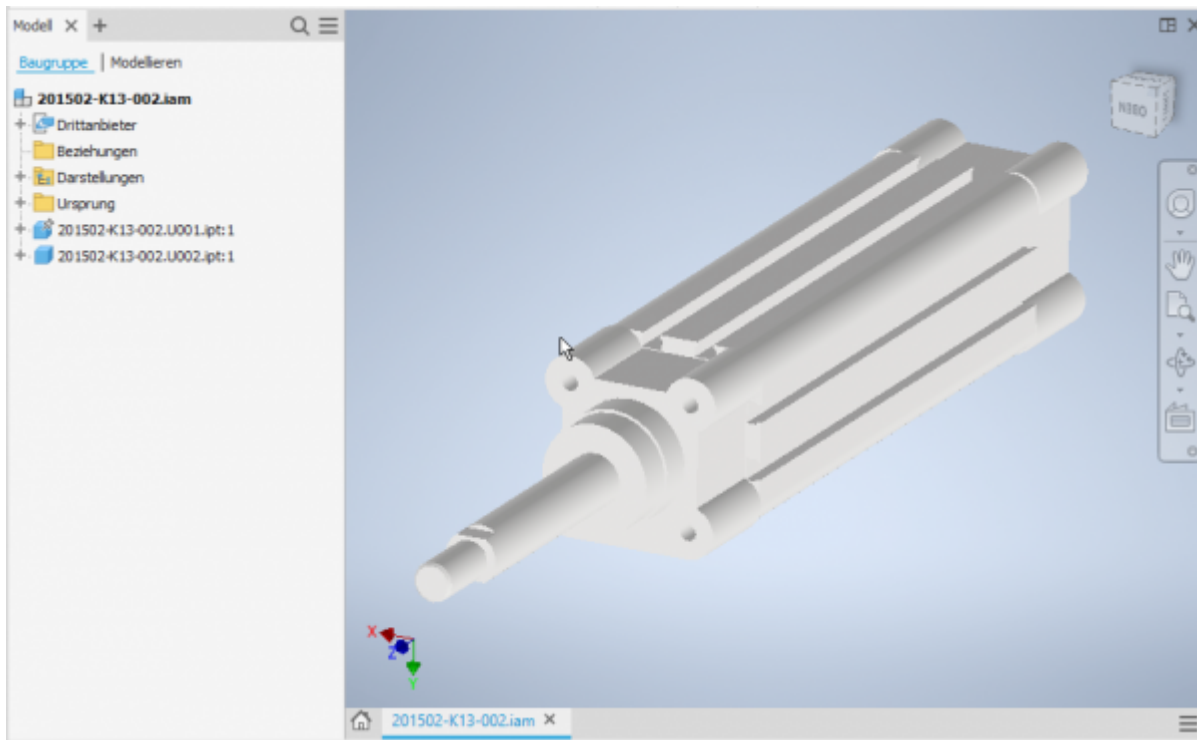 Modell
Baugruppe | Modellieren
201502-K13-002.iam
Drittanbieter
Beziehungen
Darstellungen
Ursprung
201502-K13-002.U001.ipt:1
201502-K13-002.U002.ipt:1
OBEN
X
Z
Y
201502-K13-002.iam